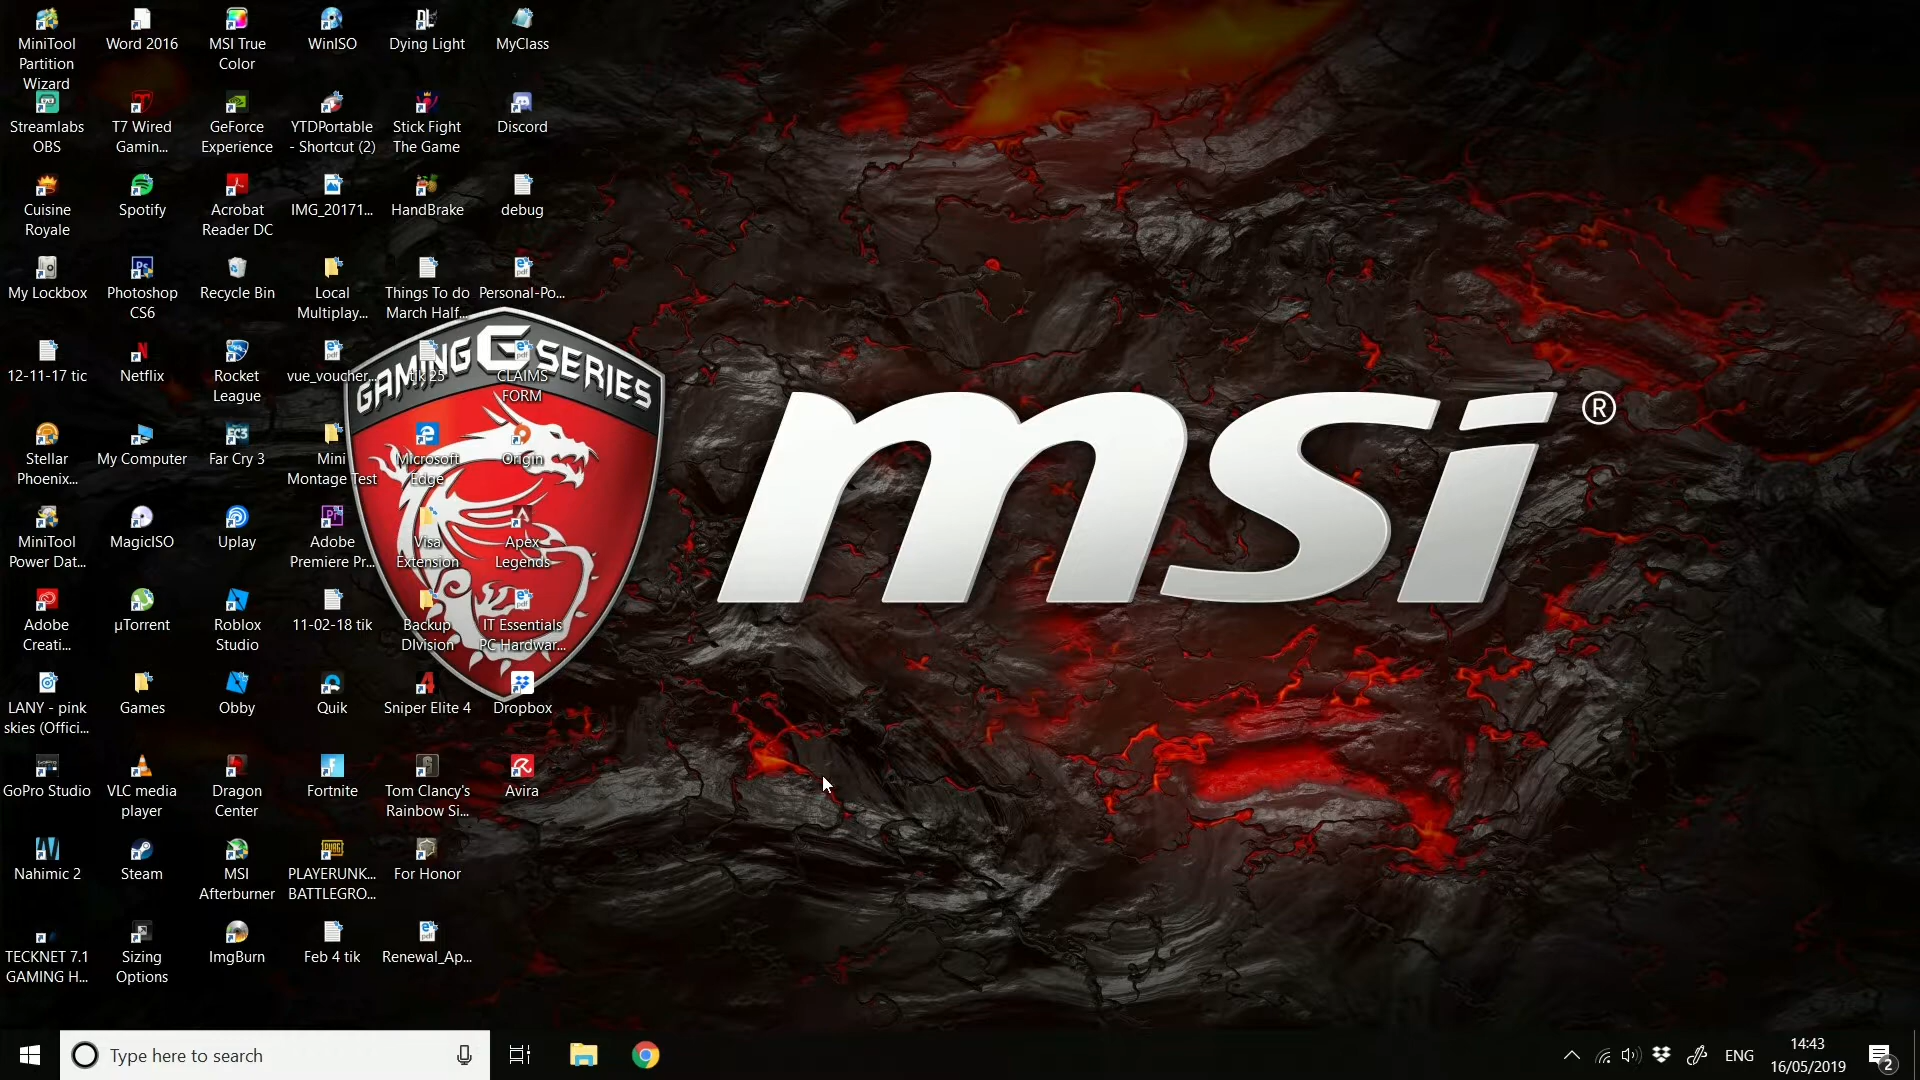 MiniTool
Partition
Wizard
Word 2016
MSI True
Color
WinISO
Dying Light
MyClass
Streamlabs
OBS
T7 Wired
Gamin...
GeForce
Experience
YTDPortable
- Shortcut (2)
Stick Fight
The Game
Discord
Cuisine
Royale
Spotify
Acrobat
Reader DC
IMG_20171...
HandBrake
debug
My Lockbox
Photoshop
CS6
Recycle Bin
Local
Multiplay...
Things To do
March Half...
Personal-Po...
12-11-17 tic
Netflix
Rocket
League
vue_voucher...
tik 25
CLAIMS
FORM
Stellar
Phoenix...
My Computer
Far Cry 3
Mini
Montage Test
Microsoft
Edge
Origin
MiniTool
Power Dat...
MagicISO
Uplay
Adobe
Premiere Pr...
Visa
Extension
Apex
Legends
Adobe
Creati...
µTorrent
Roblox
Studio
11-02-18 tik
Backup
DIvision
IT Essentials
PC Hardwar...
LANY - pink
skies (Offici...
Games
Obby
Quik
Sniper Elite 4
Dropbox
GoPro Studio
VLC media
player
Dragon
Center
Fortnite
Tom Clancy's
Rainbow Si...
Avira
Nahimic 2
Steam
MSI
Afterburner
PLAYERUNK...
BATTLEGRO...
For Honor
TECKNET 7.1
GAMING H...
Sizing
Options
ImgBurn
Feb 4 tik
Renewal_Ap...
GAMING G SERIES
msi ®
Type here to search
ENG
14:43
16/05/2019
2